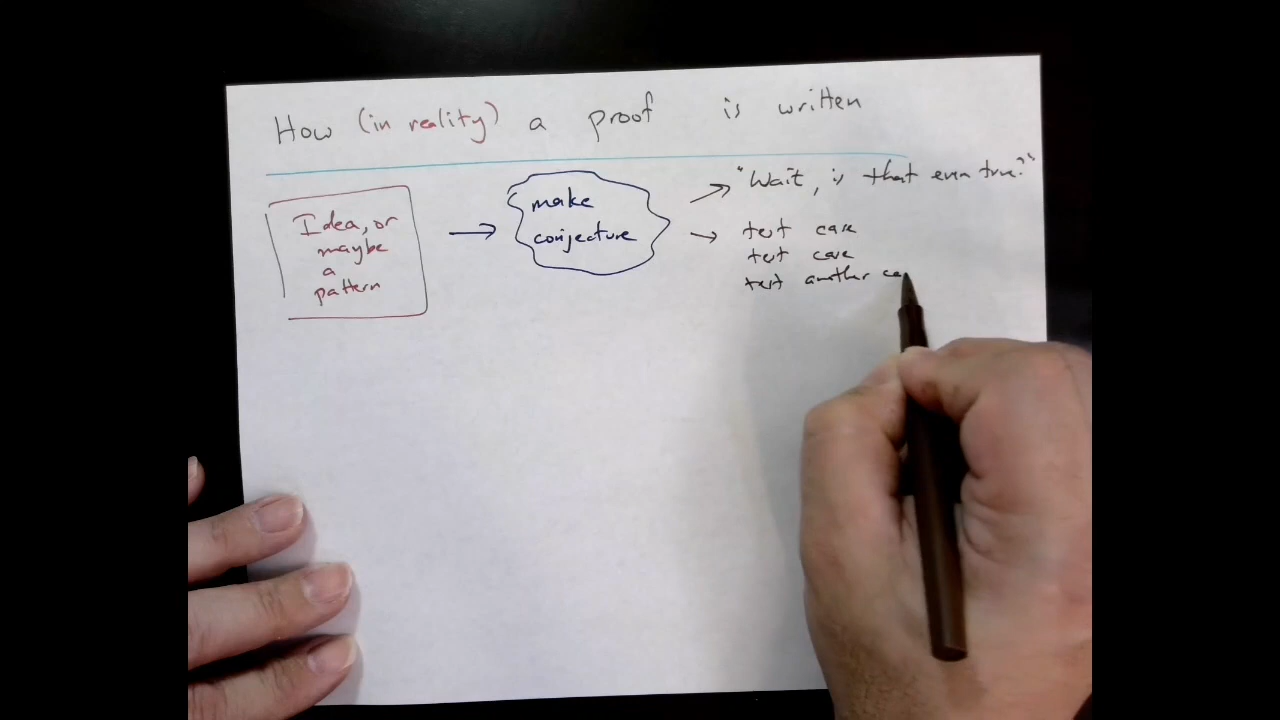 How (in reality) a proof is written
Idea, or
maybe
a
pattern
make
conjecture
"Wait, is that even true?"
test case
test case
test another ca